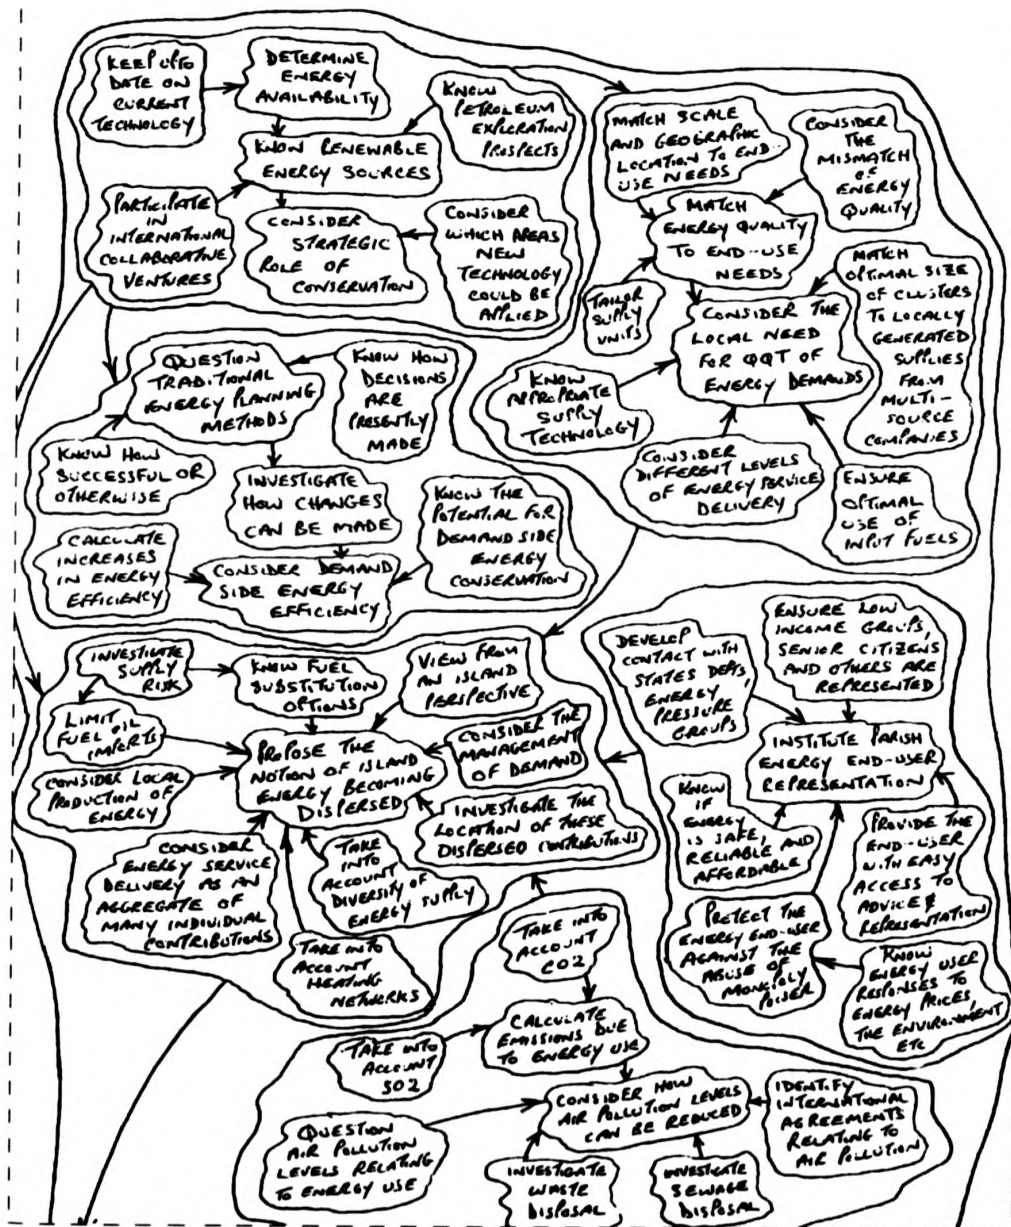 KEEP UP TO
DATE ON
CURRENT
TECHNOLOGY
DETERMINE
ENERGY
AVAILABILITY
KNOW
PETROLEUM
EXPLORATION
PROSPECTS
KNOW RENEWABLE
ENERGY SOURCES
PARTICIPATE
IN
INTERNATIONAL
COLLABORATIVE
VENTURES
CONSIDER
STRATEGIC
ROLE OF
CONSERVATION
CONSIDER
WHICH AREAS
NEW
TECHNOLOGY
COULD BE
APPLIED
MATCH SCALE
AND GEOGRAPHIC
LOCATION TO END-
USE NEEDS
CONSIDER
THE
MISMATCH
OF
ENERGY
QUALITY
MATCH
ENERGY QUALITY
TO END-USE
NEEDS
TAILOR
SUPPLY
UNITS
CONSIDER THE
LOCAL NEED
FOR QQT OF
ENERGY DEMANDS
MATCH
OPTIMAL SIZE
OF CLUSTERS
TO LOCALLY
GENERATED
SUPPLIES
FROM
MULTI-
SOURCE
COMPANIES
KNOW
APPROPRIATE
SUPPLY
TECHNOLOGY
CONSIDER
DIFFERENT LEVELS
OF ENERGY SERVICE
DELIVERY
ENSURE
OPTIMAL
USE OF
INPUT FUELS
QUESTION
TRADITIONAL
ENERGY PLANNING
METHODS
KNOW HOW
DECISIONS
ARE
PRESENTLY
MADE
KNOW HOW
SUCCESSFUL OR
OTHERWISE
INVESTIGATE
HOW CHANGES
CAN BE MADE
KNOW THE
POTENTIAL FOR
DEMAND SIDE
ENERGY
CONSERVATION
CALCULATE
INCREASES
IN ENERGY
EFFICIENCY
CONSIDER DEMAND
SIDE ENERGY
EFFICIENCY
INVESTIGATE
SUPPLY
RISK
KNOW FUEL
SUBSTITUTION
OPTIONS
VIEW FROM
AN ISLAND
PERSPECTIVE
LIMIT
FUEL OIL
IMPORTS
PROPOSE THE
NOTION OF ISLAND
ENERGY BECOMING
DISPERSED
CONSIDER THE
MANAGEMENT
OF DEMAND
CONSIDER LOCAL
PRODUCTION OF
ENERGY
INVESTIGATE THE
LOCATION OF THESE
DISPERSED CONTRIBUTIONS
CONSIDER
ENERGY SERVICE
DELIVERY AS AN
AGGREGATE OF
MANY INDIVIDUAL
CONTRIBUTIONS
TAKE
INTO
ACCOUNT
DIVERSITY OF
ENERGY SUPPLY
TAKE INTO
ACCOUNT
HEATING
NETWORKS
DEVELOP
CONTACT WITH
STATES DEPTS,
ENERGY
PRESSURE
GROUPS
ENSURE LOW
INCOME GROUPS,
SENIOR CITIZENS
AND OTHERS ARE
REPRESENTED
INSTITUTE PARISH
ENERGY END-USER
REPRESENTATION
KNOW
IF
ENERGY
IS SAFE,
RELIABLE AND
AFFORDABLE
PROVIDE THE
END-USER
WITH EASY
ACCESS TO
ADVICE &
REPRESENTATION
PROTECT THE
ENERGY END-USER
AGAINST THE
ABUSE OF
MONOPOLY
POWER
KNOW
ENERGY USER
RESPONSES TO
ENERGY PRICES,
THE ENVIRONMENT
ETC
TAKE INTO
ACCOUNT
CO2
TAKE INTO
ACCOUNT
SO2
CALCULATE
EMISSIONS DUE
TO ENERGY USE
CONSIDER HOW
AIR POLLUTION LEVELS
CAN BE REDUCED
IDENTIFY
INTERNATIONAL
AGREEMENTS
RELATING TO
AIR POLLUTION
QUESTION
AIR POLLUTION
LEVELS RELATING
TO ENERGY USE
INVESTIGATE
WASTE
DISPOSAL
INVESTIGATE
SEWAGE
DISPOSAL